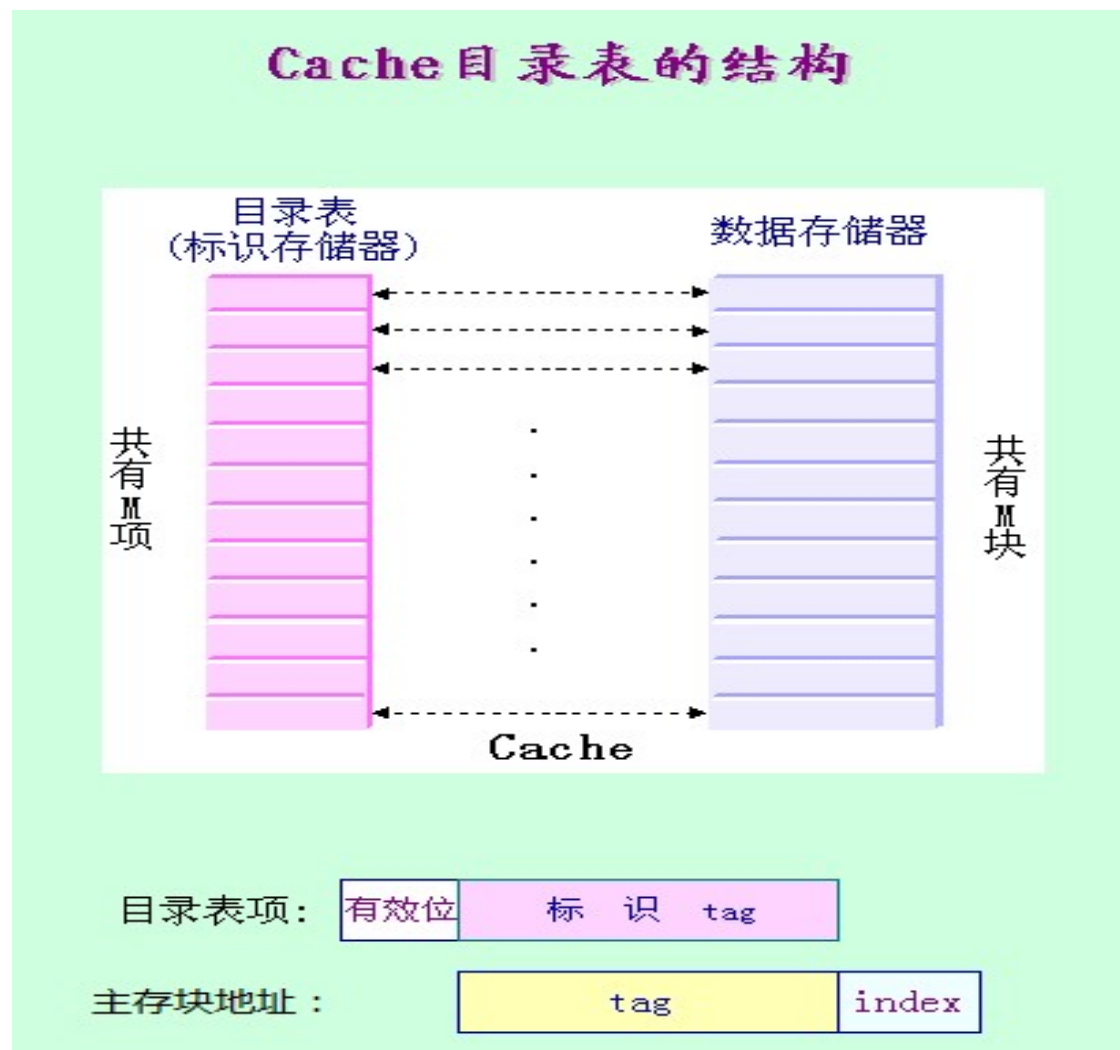 Cache目录表的结构
目录表
(标识存储器)
数据存储器
共有M项
共有M块
Cache
目录表项：
有效位
标 识 tag
主存块地址：
tag
index